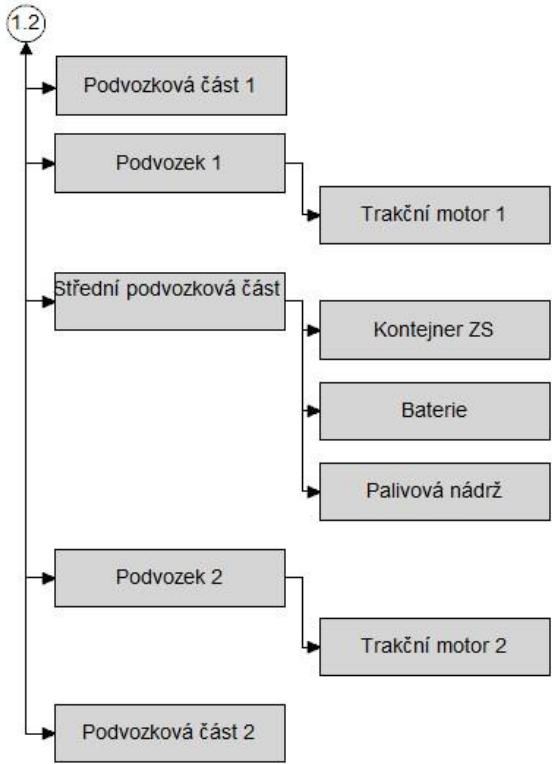 1.2
Podvozková část 1
Podvozek 1
Trakční motor 1
Střední podvozková část
Kontejner ZS
Baterie
Palivová nádrž
Podvozek 2
Trakční motor 2
Podvozková část 2